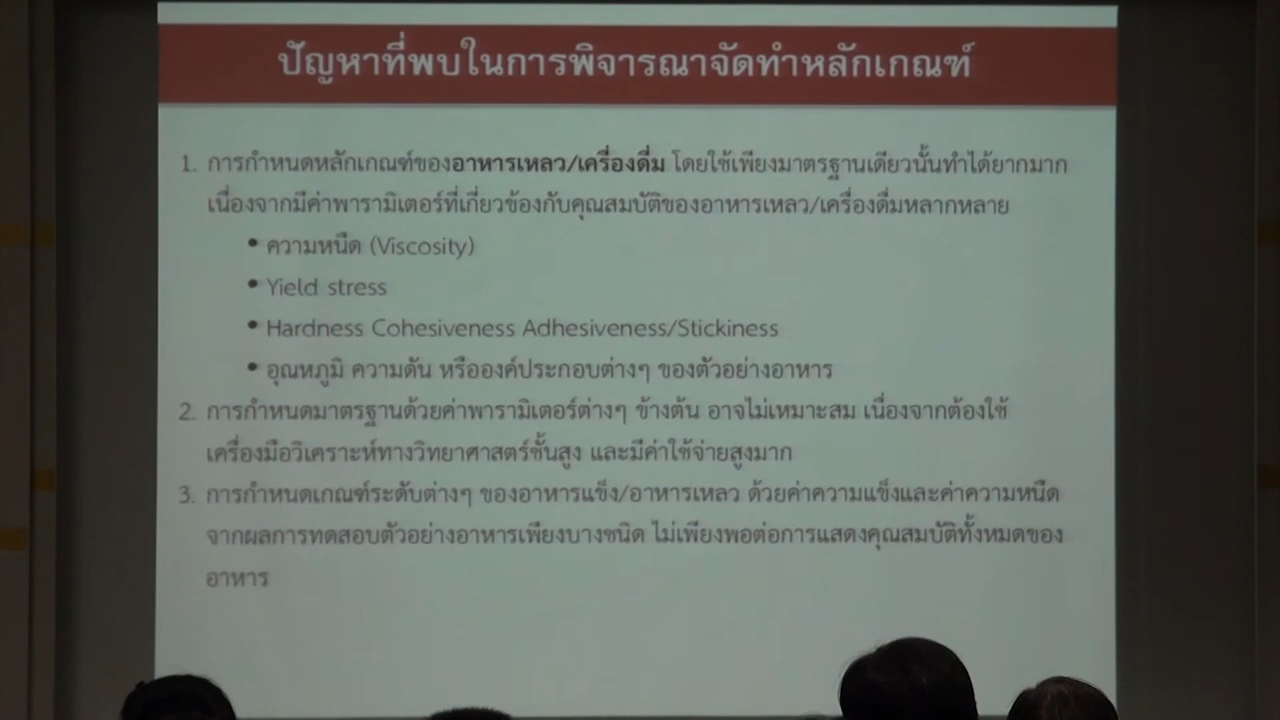 ปัญหาที่พบในการพิจารณาจัดทำหลักเกณฑ์
1. การกำหนดหลักเกณฑ์ของอาหารเหลว/เครื่องดื่ม โดยใช้เพียงมาตรฐานเดียวนั้นทำได้ยากมาก
เนื่องจากมีค่าพารามิเตอร์ที่เกี่ยวข้องกับคุณสมบัติของอาหารเหลว/เครื่องดื่มหลากหลาย
• ความหนืด (Viscosity)
• Yield stress
• Hardness Cohesiveness Adhesiveness/Stickiness
• อุณหภูมิ ความดัน หรือองค์ประกอบต่างๆ ของตัวอย่างอาหาร
2. การกำหนดมาตรฐานด้วยค่าพารามิเตอร์ต่างๆ ข้างต้น อาจไม่เหมาะสม เนื่องจากต้องใช้
เครื่องมือวิเคราะห์ทางวิทยาศาสตร์ชั้นสูง และมีค่าใช้จ่ายสูงมาก
3. การกำหนดเกณฑ์ระดับต่างๆ ของอาหารแข็ง/อาหารเหลว ด้วยค่าความแข็งและค่าความหนืด
จากผลการทดสอบตัวอย่างอาหารเพียงบางชนิด ไม่เพียงพอต่อการแสดงคุณสมบัติทั้งหมดของ
อาหาร